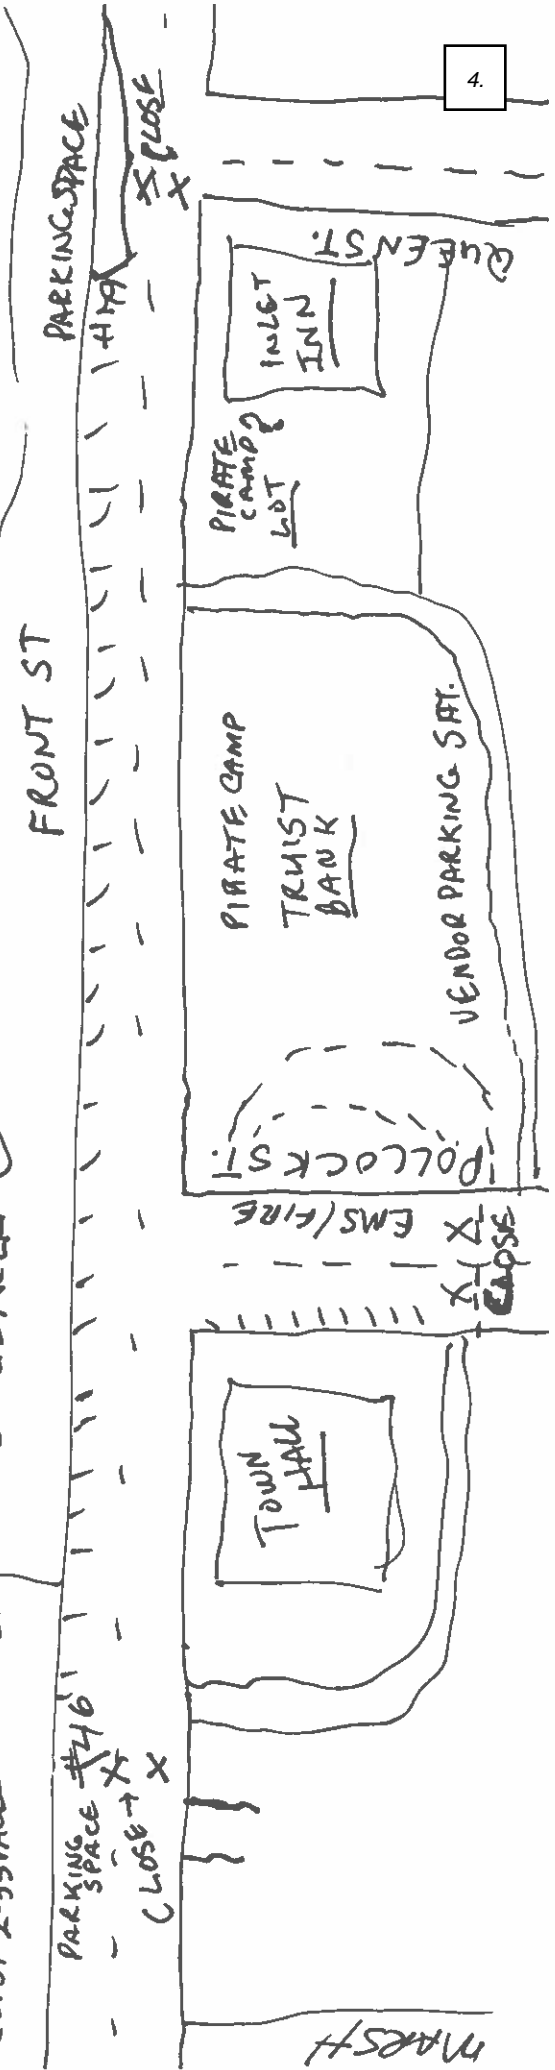 4.
PARKING SPACE
CLOSE
X X
QUEEN ST.
INLET
INN
PIRATE
CAMP?
LOT
FRONT ST
PIRATE CAMP
TRUIST
BANK
VENDOR PARKING SAT.
POLLOCK ST.
EMS/FIRE
X X
CLOSE
TOWN
HALL
PARKING
SPACE #46
CLOSE → X
X
MARSH